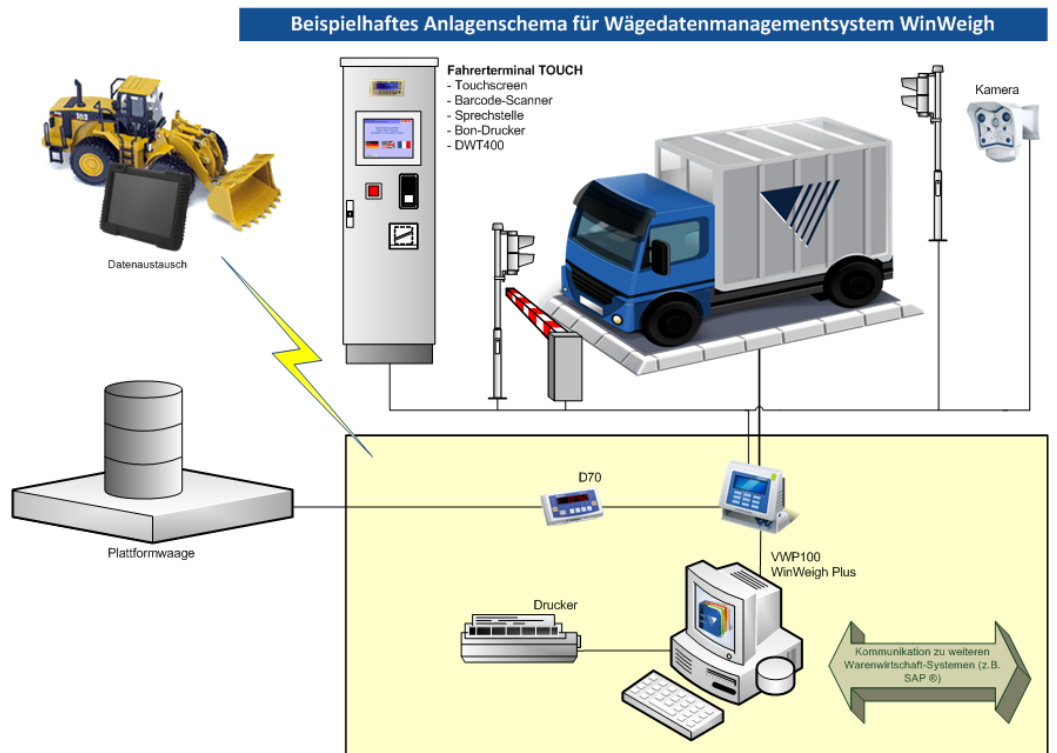 Beispielhaftes Anlagenschema für Wägedatenmanagementsystem WinWeigh
Fahrerterminal TOUCH
- Touchscreen
- Barcode-Scanner
- Sprechstelle
- Bon-Drucker
- DWT400
Kamera
Datenaustausch
Plattformwaage
D70
VWP100
WinWeigh Plus
Drucker
Kommunikation zu weiteren
Warenwirtschaft-Systemen (z.B.
SAP ®)